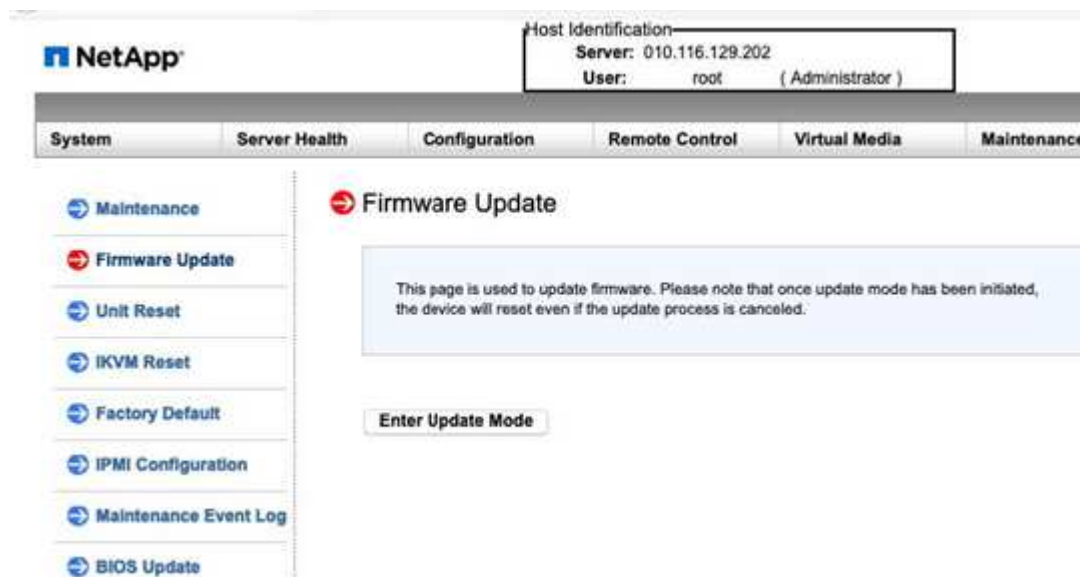 Host Identification
NetApp
Server: 010.116.129.202
User: root ( Administrator )
System Server Health Configuration Remote Control Virtual Media Maintenance
Maintenance
Firmware Update
Firmware Update
This page is used to update firmware. Please note that once update mode has been initiated,
the device will reset even if the update process is canceled.
Unit Reset
IKVM Reset
Factory Default
Enter Update Mode
IPMI Configuration
Maintenance Event Log
BIOS Update